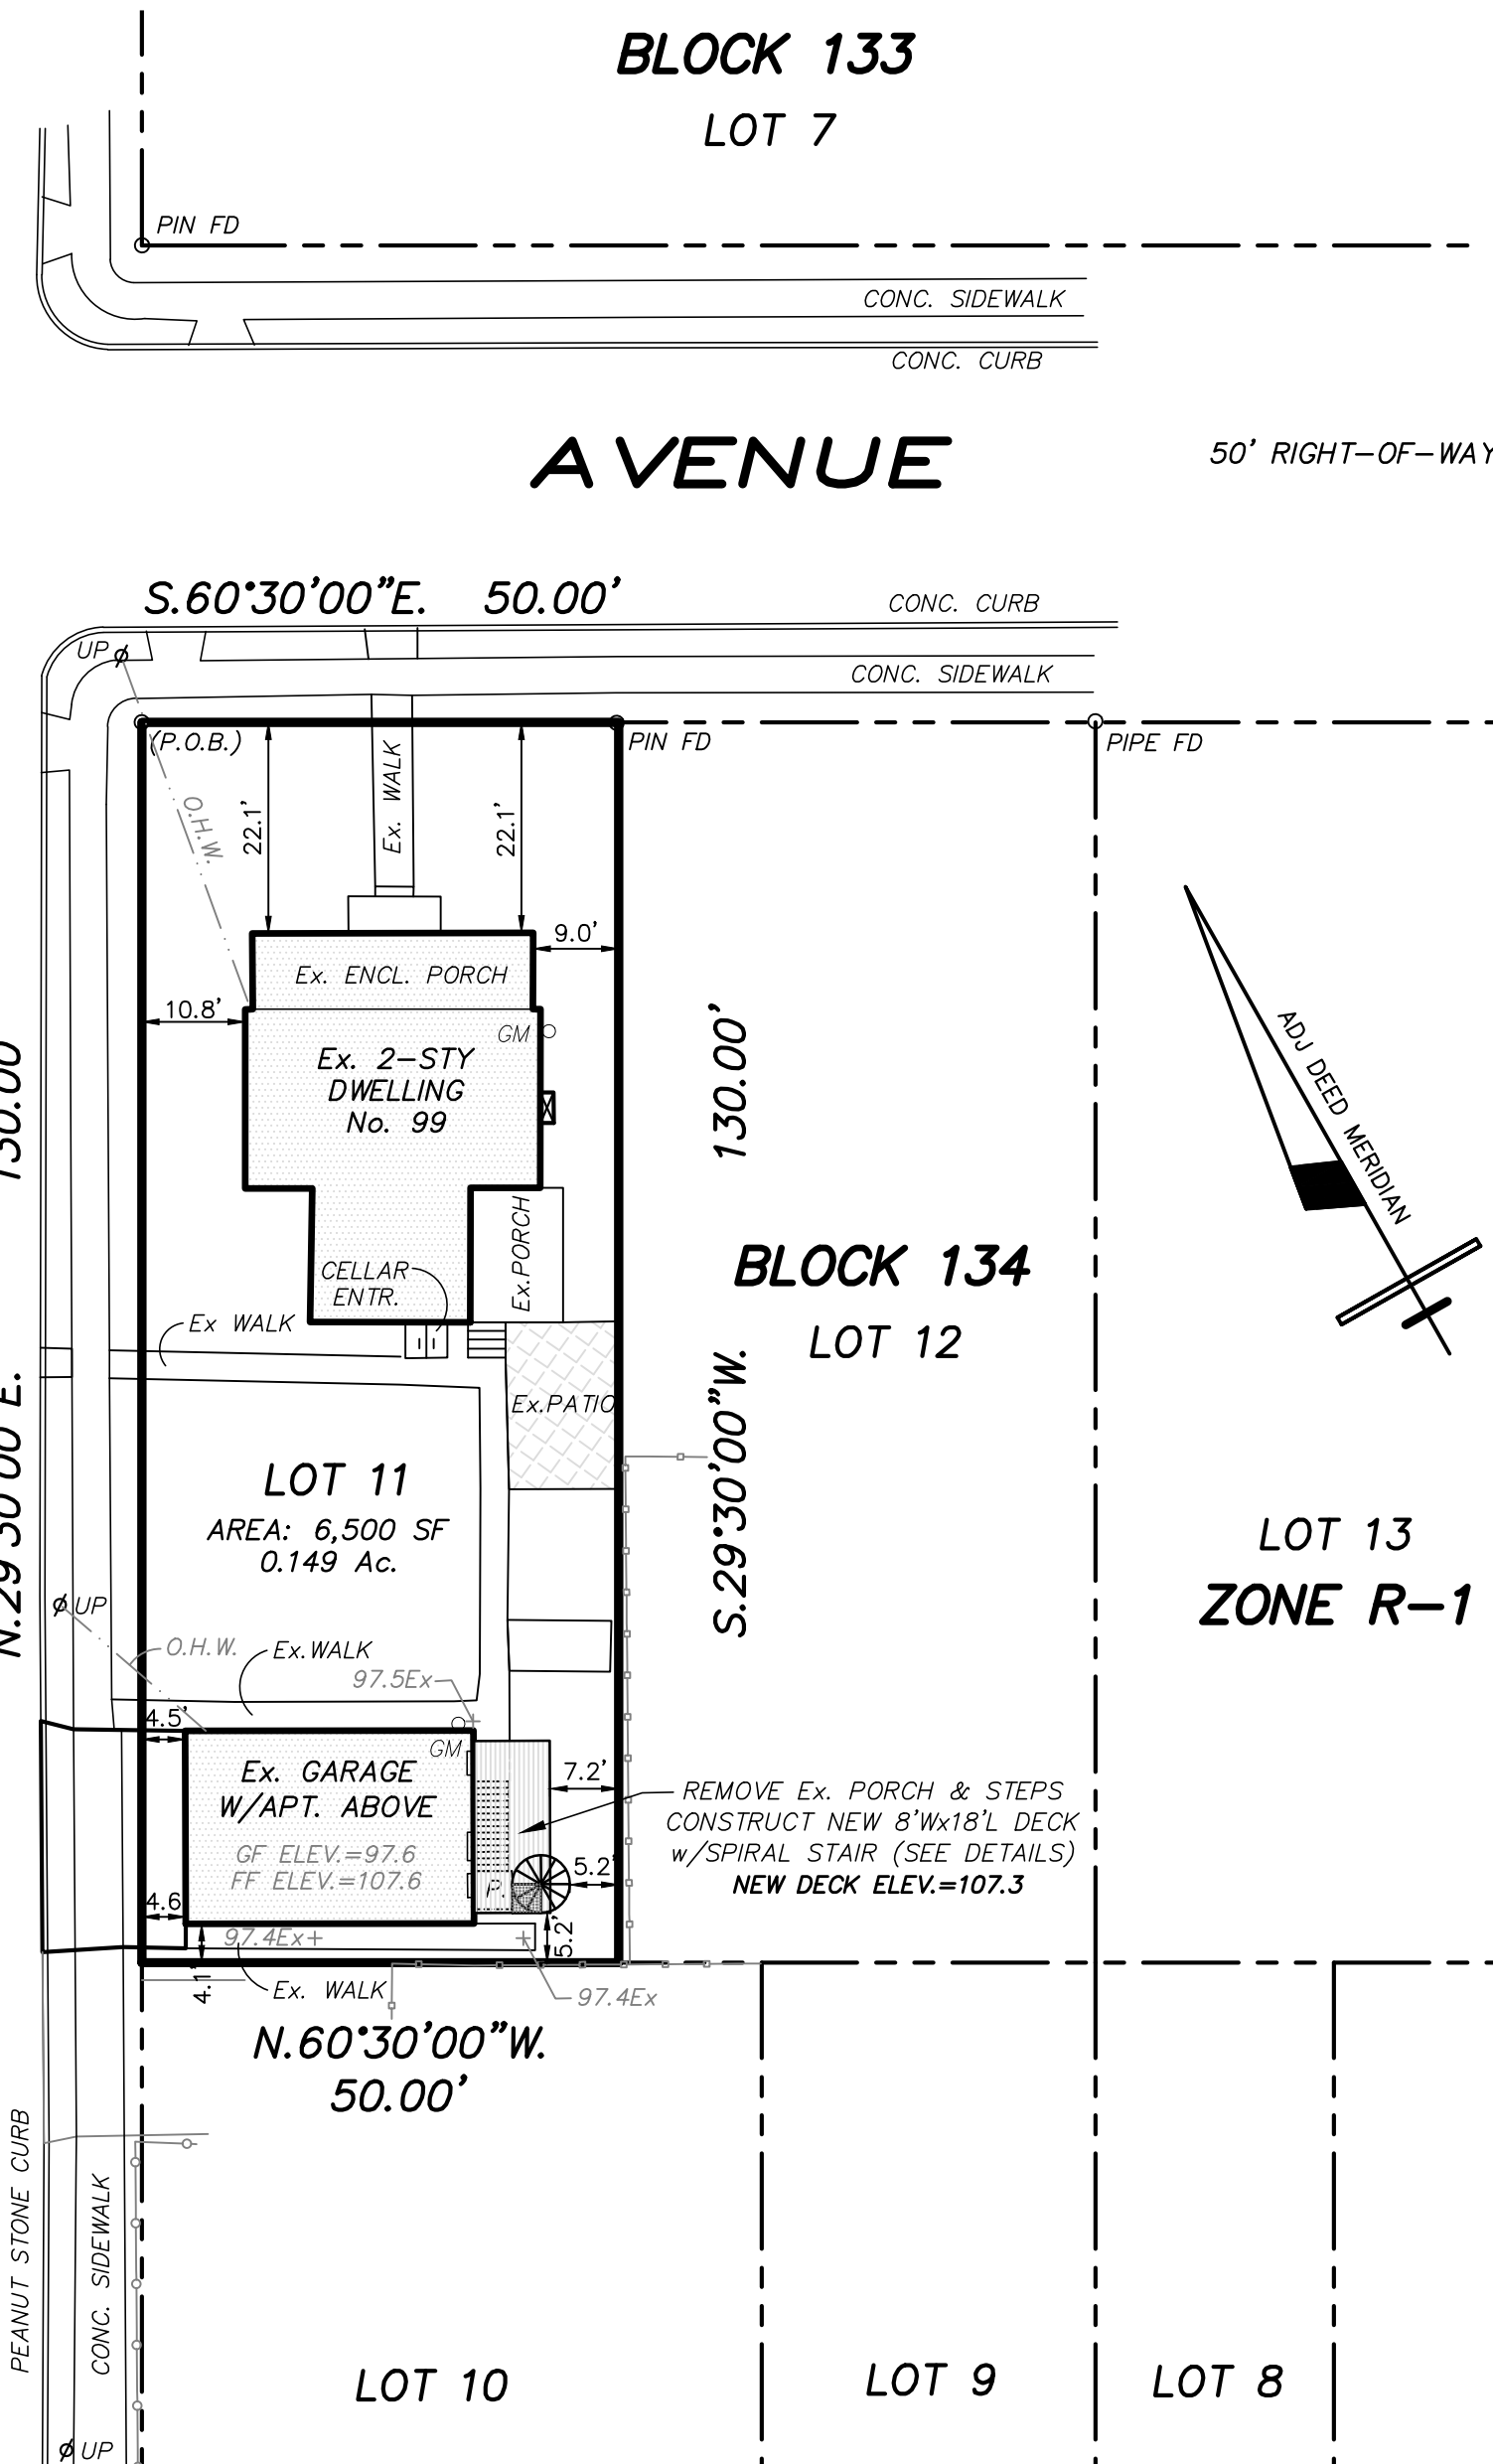 BLOCK 133
LOT 7
PIN FD
CONC. SIDEWALK
CONC. CURB
AVENUE
50' RIGHT-OF-WAY
S.60°30'00"E. 50.00'
CONC. CURB
UP
CONC. SIDEWALK
(P.O.B.)
PIN FD
PIPE FD
O.H.W.
22.1'
Ex. WALK
22.1'
9.0'
Ex. ENCL. PORCH
10.8'
GM
Ex. 2-STY
DWELLING
No. 99
130.00'
S.29°30'00"W.
130.00
N.29°30'00"E.
ADJ DEED MERIDIAN
Ex.PORCH
CELLAR
ENTR.
BLOCK 134
LOT 12
Ex WALK
Ex.PATIO
LOT 11
AREA: 6,500 SF
0.149 Ac.
LOT 13
ZONE R-1
UP
O.H.W.
Ex.WALK
97.5Ex
4.5'
GM
Ex. GARAGE
W/APT. ABOVE
GF ELEV.=97.6
FF ELEV.=107.6
7.2'
REMOVE Ex. PORCH & STEPS
CONSTRUCT NEW 8'Wx18'L DECK
w/SPIRAL STAIR (SEE DETAILS)
NEW DECK ELEV.=107.3
P.
5.2'
4.6
97.4Ex
5.2'
4.1'
Ex. WALK
97.4Ex
N.60°30'00"W.
50.00'
PEANUT STONE CURB
CONC. SIDEWALK
LOT 10
LOT 9
LOT 8
UP